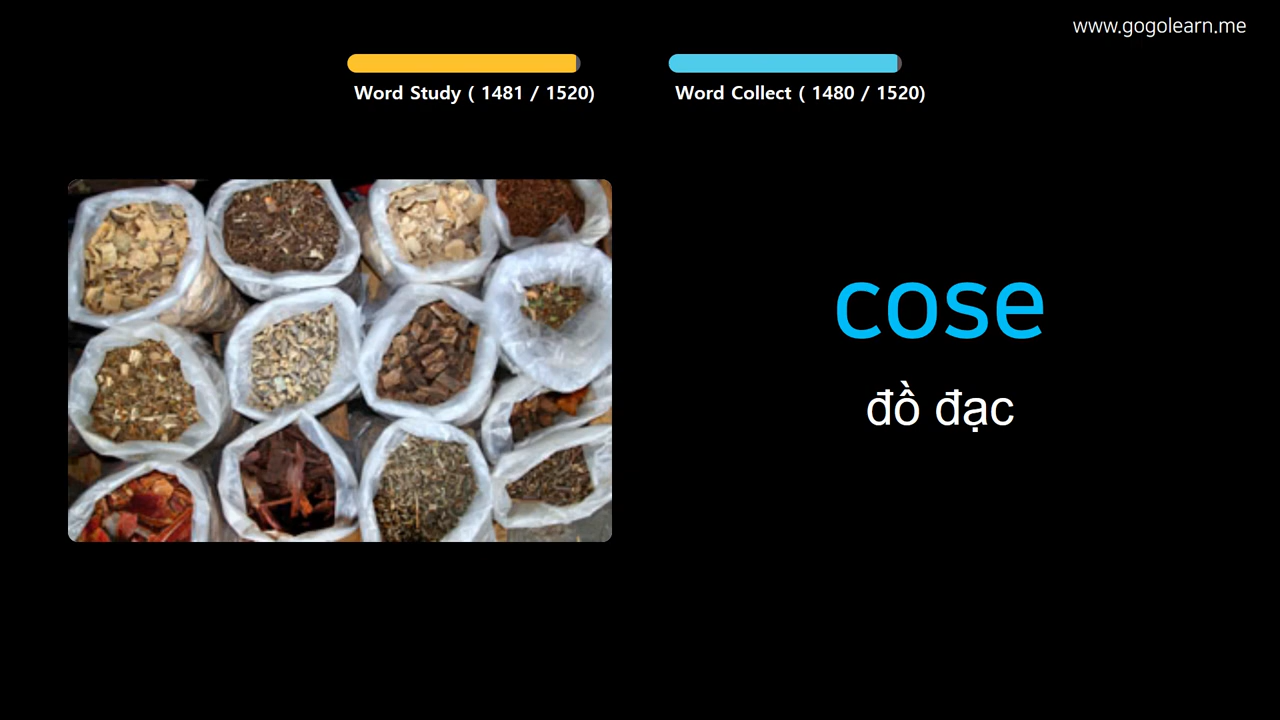 www.gogolearn.me
Word Study ( 1481 / 1520)
Word Collect ( 1480 / 1520)
cose
đồ đạc